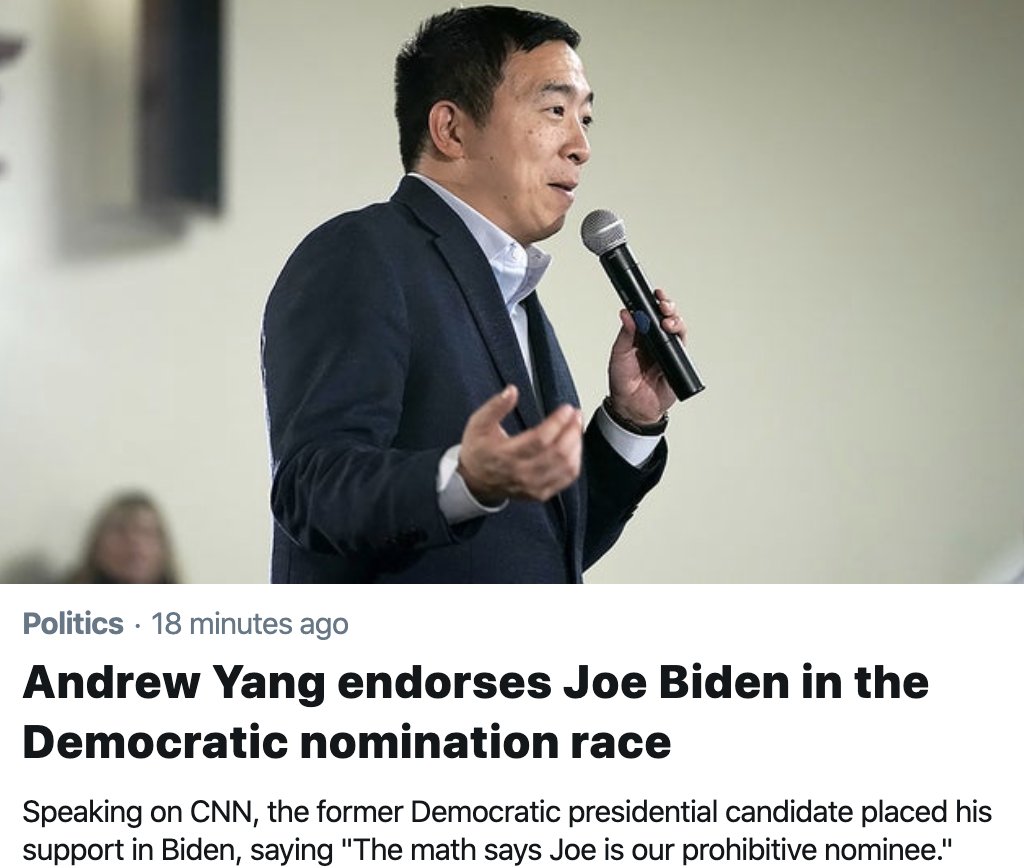 Politics · 18 minutes ago
Andrew Yang endorses Joe Biden in the
Democratic nomination race
Speaking on CNN, the former Democratic presidential candidate placed his
support in Biden, saying "The math says Joe is our prohibitive nominee."